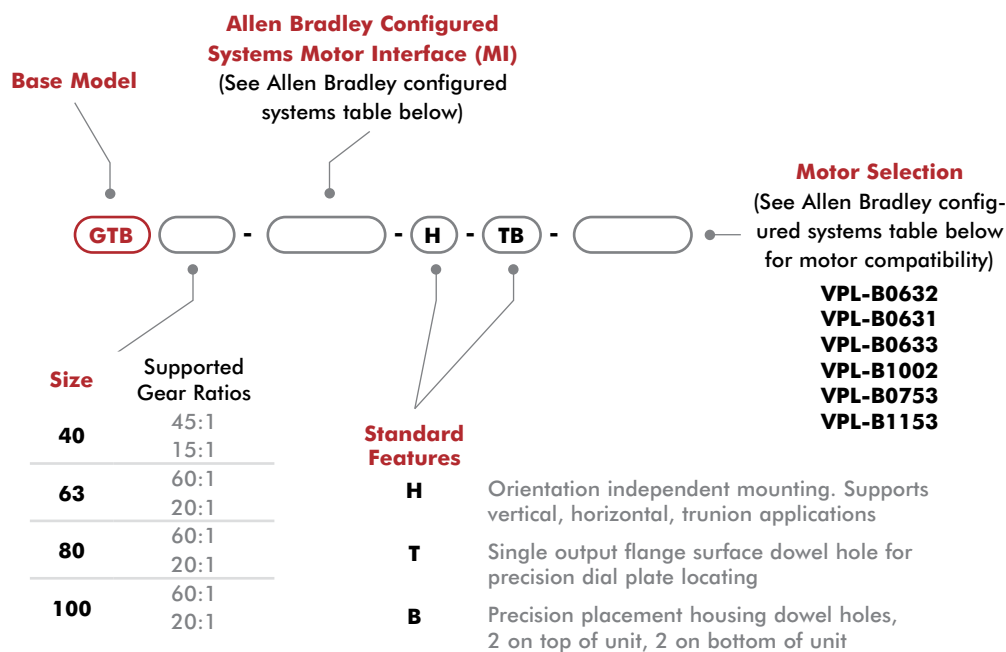 Allen Bradley Configured
Systems Motor Interface (MI)
(See Allen Bradley configured
systems table below)
Base Model
Motor Selection
(See Allen Bradley config-
ured systems table below
for motor compatibility)
VPL-B0632
VPL-B0631
VPL-B0633
VPL-B1002
VPL-B0753
VPL-B1153
GTB - - H - TB -
Size
Supported
Gear Ratios
40
45:1
15:1
63
60:1
20:1
80
60:1
20:1
100
60:1
20:1
Standard
Features
H
Orientation independent mounting. Supports
vertical, horizontal, trunion applications
T
Single output flange surface dowel hole for
precision dial plate locating
B
Precision placement housing dowel holes,
2 on top of unit, 2 on bottom of unit